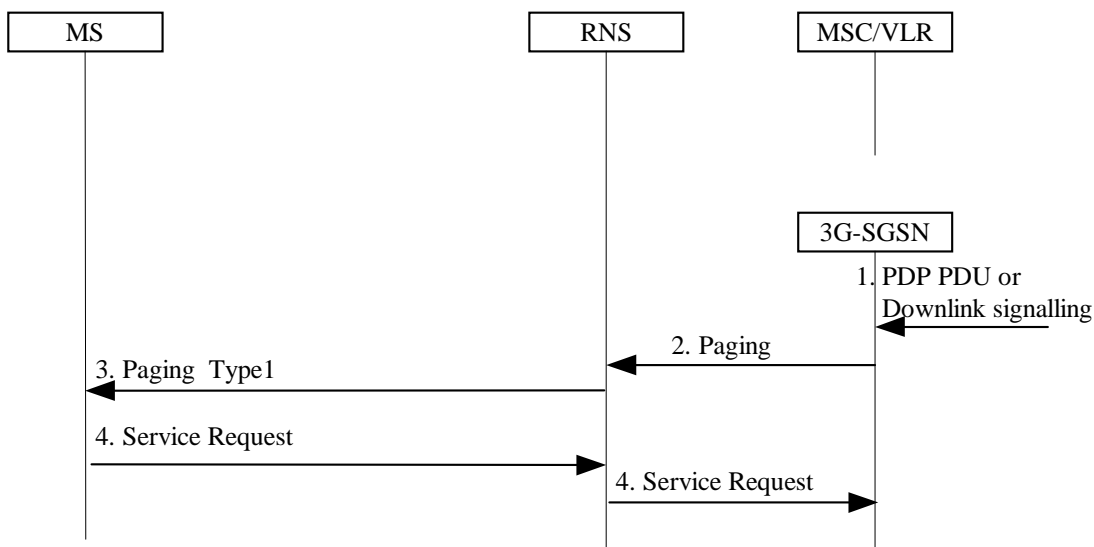 MS
RNS
MSC/VLR
3G-SGSN
1. PDP PDU or
Downlink signalling
2. Paging
3. Paging Type1
4. Service Request
4. Service Request